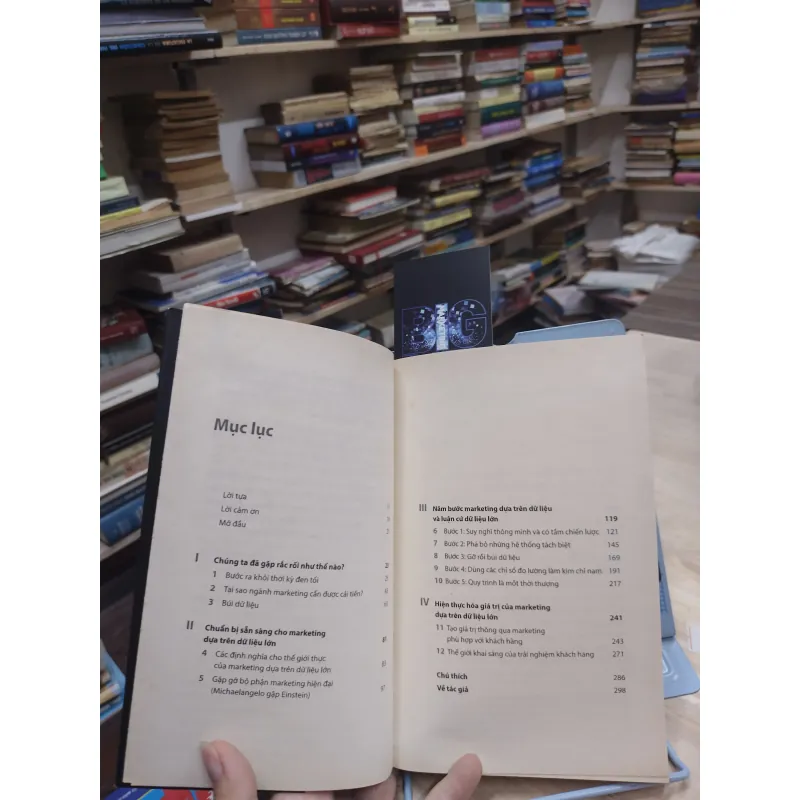 BIG
Mục lục
Lời tựa
Lời cảm ơn
Mở đầu
I Chúng ta đã gặp rắc rối như thế nào?
1 Bước ra khỏi thời kỳ đen tối
2 Tại sao ngành marketing cần được cải tiến?
3 Búi dữ liệu
II Chuẩn bị sẵn sàng cho marketing
dựa trên dữ liệu lớn
4 Các định nghĩa cho thế giới thực
của marketing dựa trên dữ liệu lớn
5 Gặp gỡ bộ phận marketing hiện đại
(Michaelangelo gặp Einstein)
III Năm bước marketing dựa trên dữ liệu
và luận cứ dữ liệu lớn 119
6 Bước 1: Suy nghĩ thông minh và có tầm chiến lược 121
7 Bước 2: Phá bỏ những hệ thống tách biệt 145
8 Bước 3: Gỡ rối búi dữ liệu 169
9 Bước 4: Dùng các chỉ số đo lường làm kim chỉ nam 191
10 Bước 5: Quy trình là một thời thượng 217
IV Hiện thực hóa giá trị của marketing
dựa trên dữ liệu lớn 241
11 Tạo giá trị thông qua marketing
phù hợp với khách hàng 243
12 Thế giới khai sáng của trải nghiệm khách hàng 271
Chú thích 286
Về tác giả 298